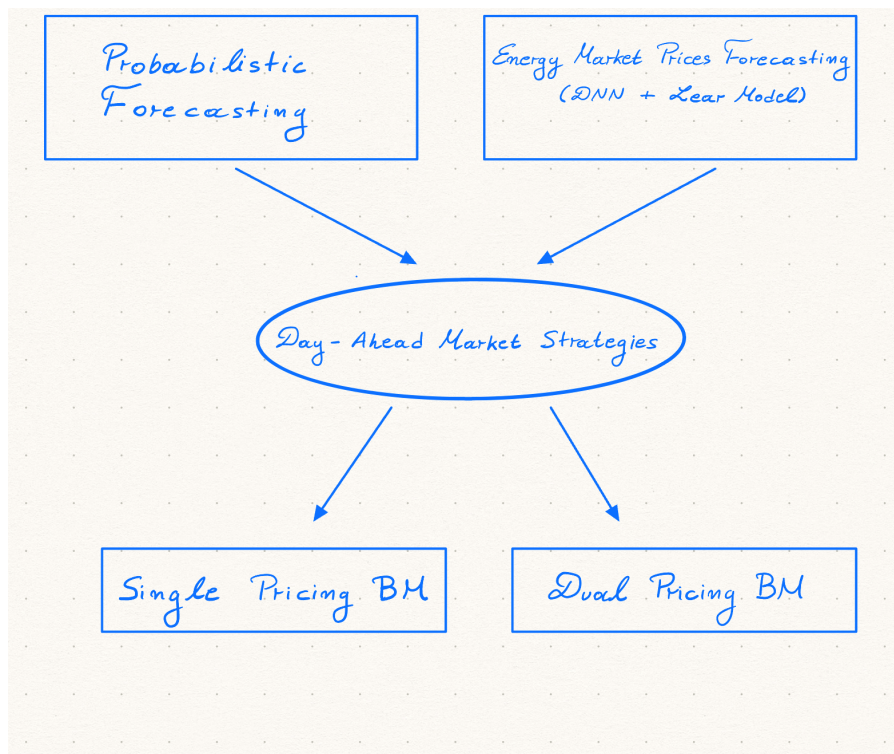 Probabilistic
Forecasting
Energy Market Prices Forecasting
(DNN + Lear Model)
Day-Ahead Market Strategies
Single Pricing BM
Dual Pricing BM